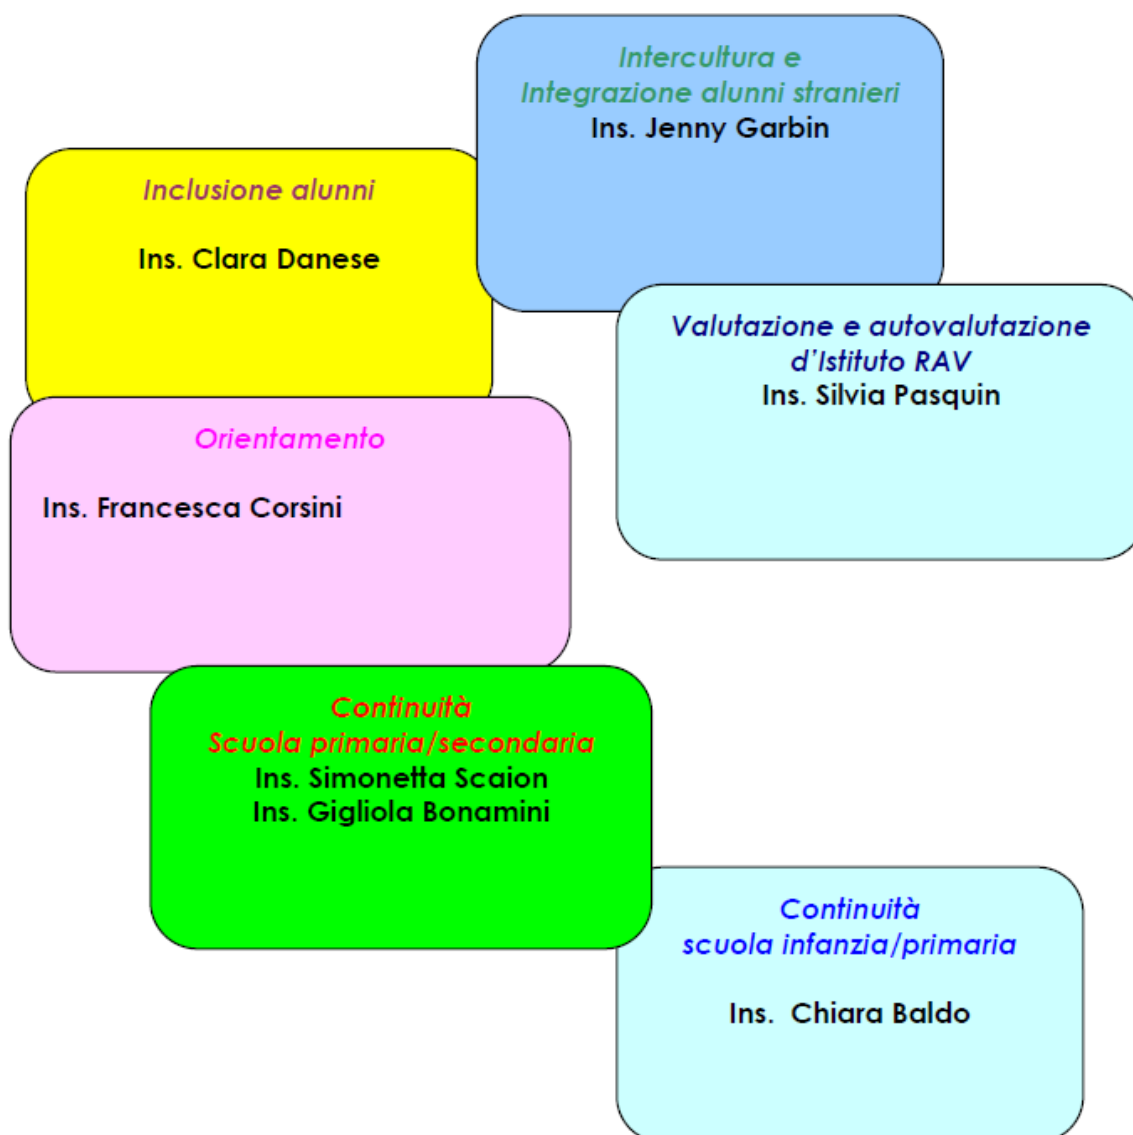 Intercultura e
Integrazione alunni stranieri
Ins. Jenny Garbin
Inclusione alunni
Ins. Clara Danese
Valutazione e autovalutazione
d'Istituto RAV
Ins. Silvia Pasquin
Orientamento
Ins. Francesca Corsini
Continuità
Scuola primaria/secondaria
Ins. Simonetta Scaion
Ins. Gigliola Bonamini
Continuità
scuola infanzia/primaria
Ins. Chiara Baldo